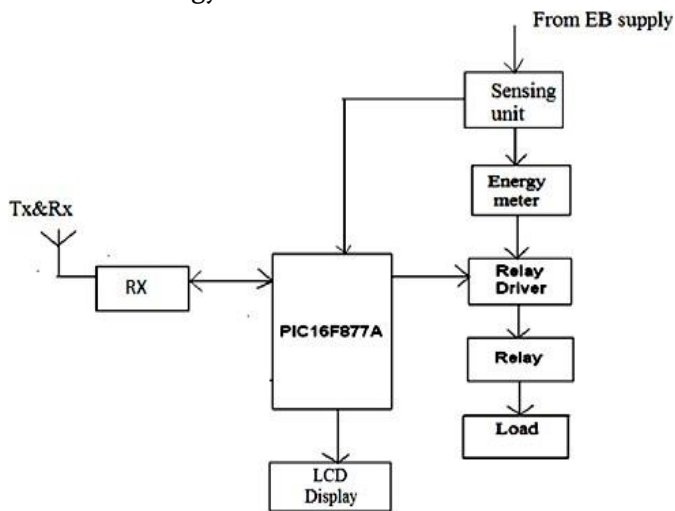 From EB supply
Sensing
unit
Energy
meter
Tx&Rx
RX
PIC16F877A
Relay
Driver
Relay
Load
LCD
Display